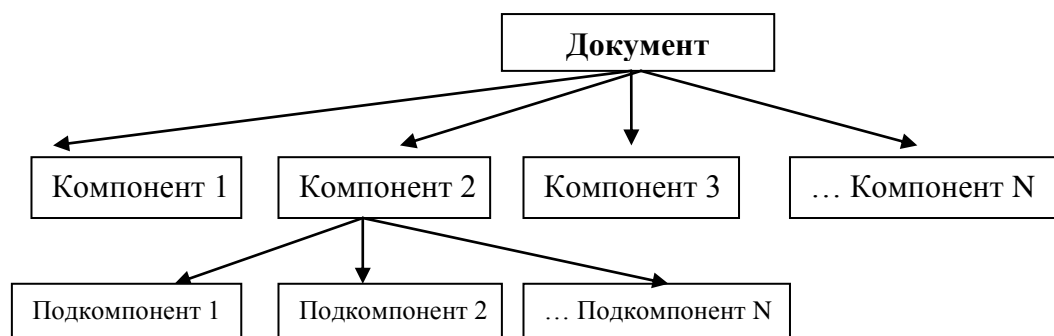 Документ
Компонент 1
Компонент 2
Компонент 3
… Компонент N
Подкомпонент 1
Подкомпонент 2
… Подкомпонент N